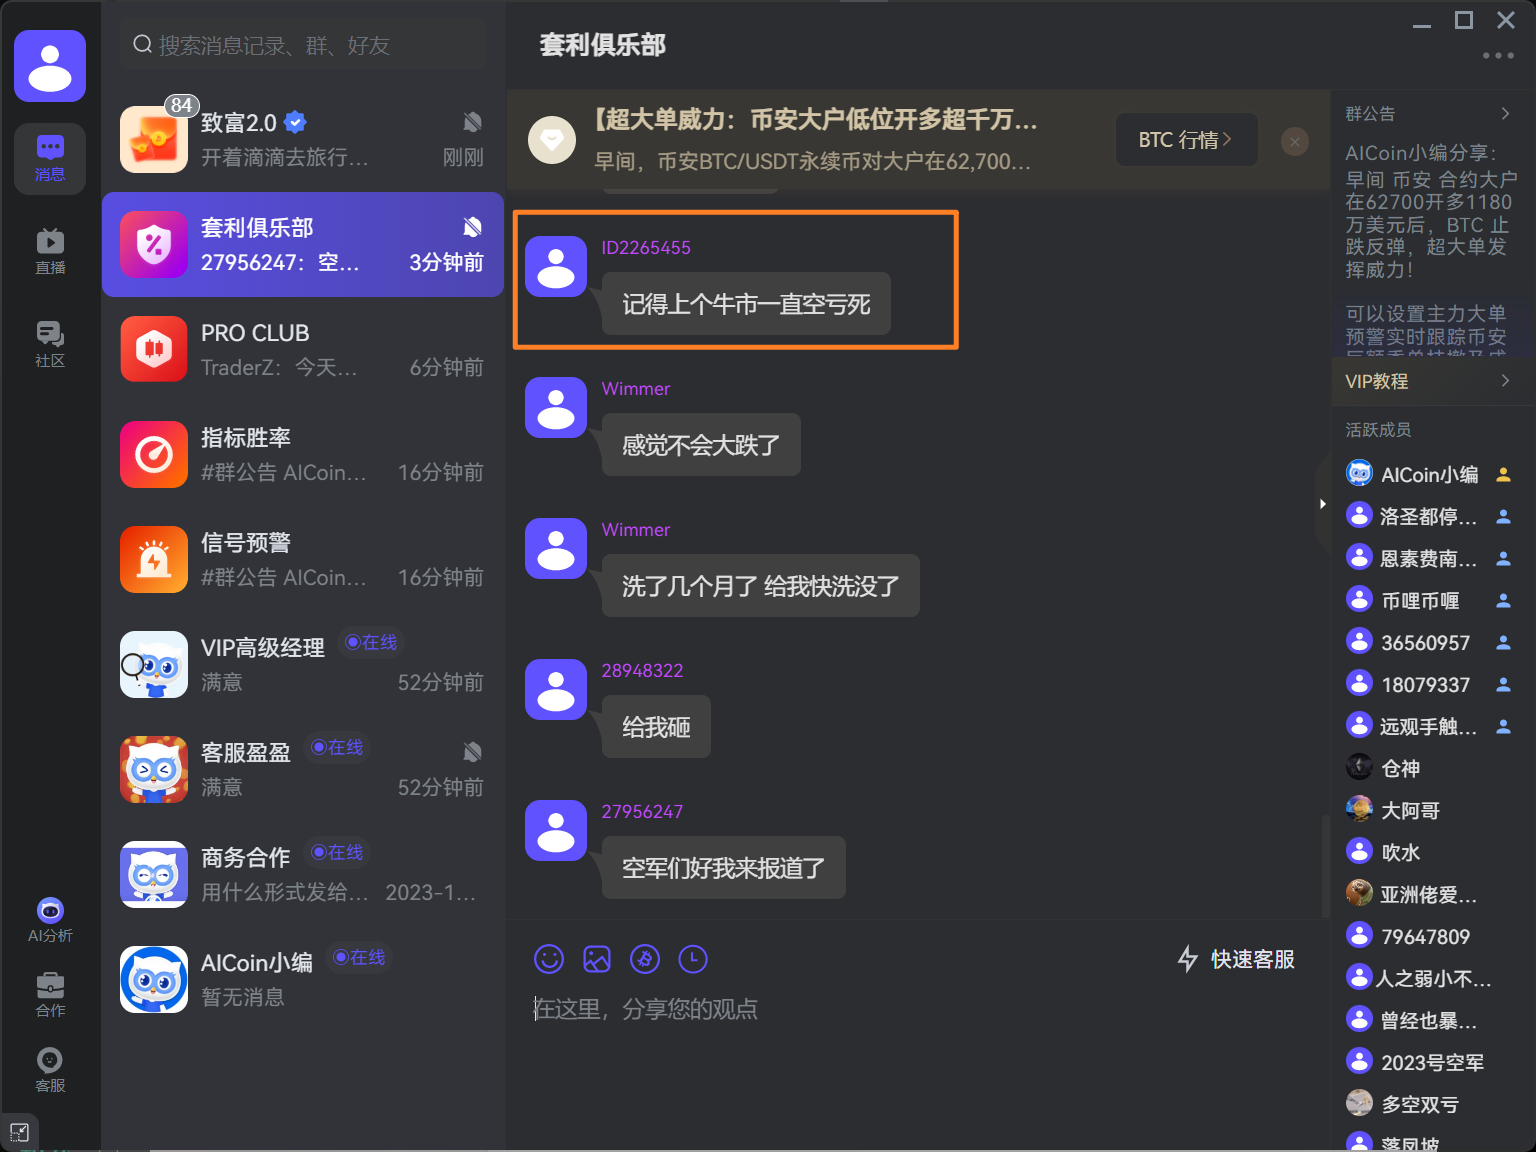 搜索消息记录、群、好友
消息
直播
社区
AI分析
合作
客服
84
致富2.0
开着滴滴去旅行...
刚刚
套利俱乐部
27956247：空...
3分钟前
PRO CLUB
TraderZ：今天...
6分钟前
指标胜率
#群公告 AICoin...
16分钟前
信号预警
#群公告 AICoin...
16分钟前
VIP高级经理
在线
满意
52分钟前
客服盈盈
在线
满意
52分钟前
商务合作
在线
用什么形式发给...
2023-1...
AICoin小编
在线
暂无消息
套利俱乐部
【超大单威力：币安大户低位开多超千万...
早间，币安BTC/USDT永续币对大户在62,700...
BTC 行情
ID2265455
记得上个牛市一直空亏死
Wimmer
感觉不会大跌了
Wimmer
洗了几个月了 给我快洗没了
28948322
给我砸
27956247
空军们好我来报道了
快速客服
在这里，分享您的观点
群公告
AICoin小编分享：
早间 币安 合约大户
在62700开多1180
万美元后，BTC 止
跌反弹，超大单发
挥威力！
可以设置主力大单
预警实时跟踪币安
VIP教程
活跃成员
AICoin小编
洛圣都停...
恩素费南...
币哩币喱
36560957
18079337
远观手触...
仓神
大阿哥
吹水
亚洲佬爱...
79647809
人之弱小不...
曾经也暴...
2023号空军
多空双亏
落凤坡